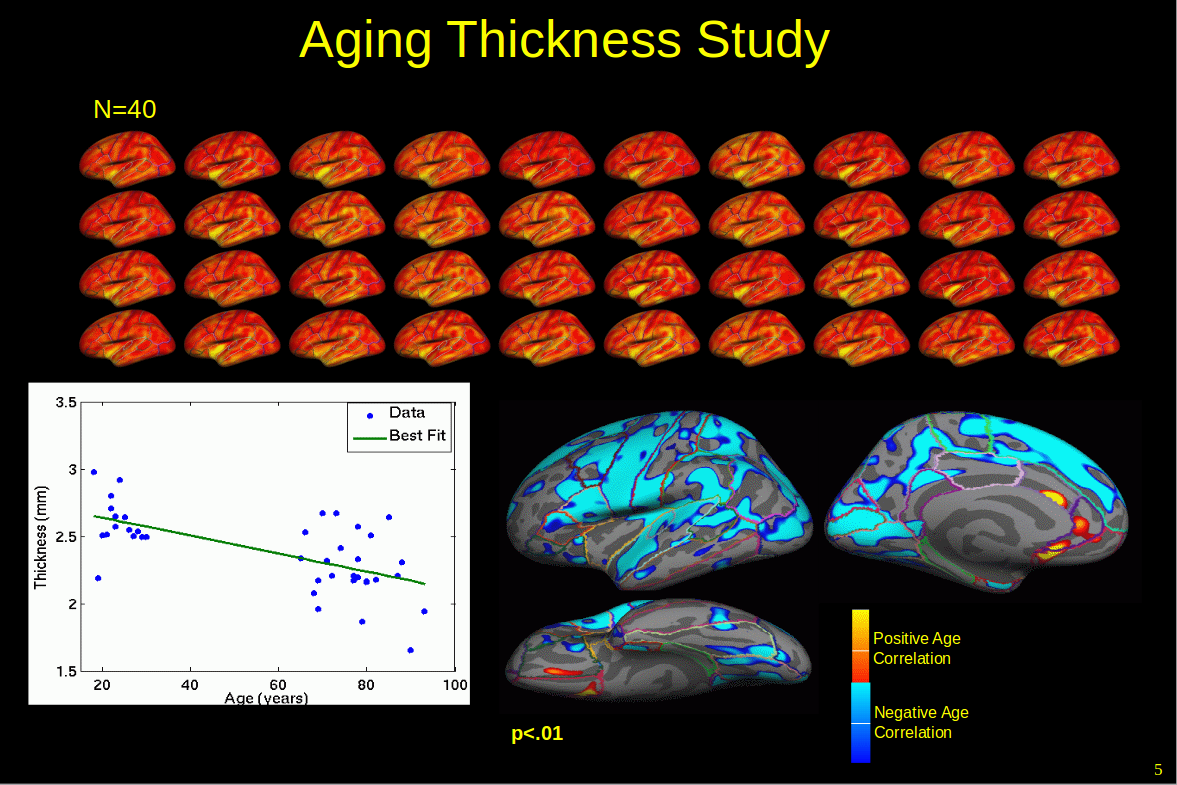 Aging Thickness Study
N=40
3.5
3
2.5
2
1.5
Thickness (mm)
Data
Best Fit
20 40 60 80 100
Age (years)
Positive Age
Correlation
Negative Age
Correlation
p<.01
5